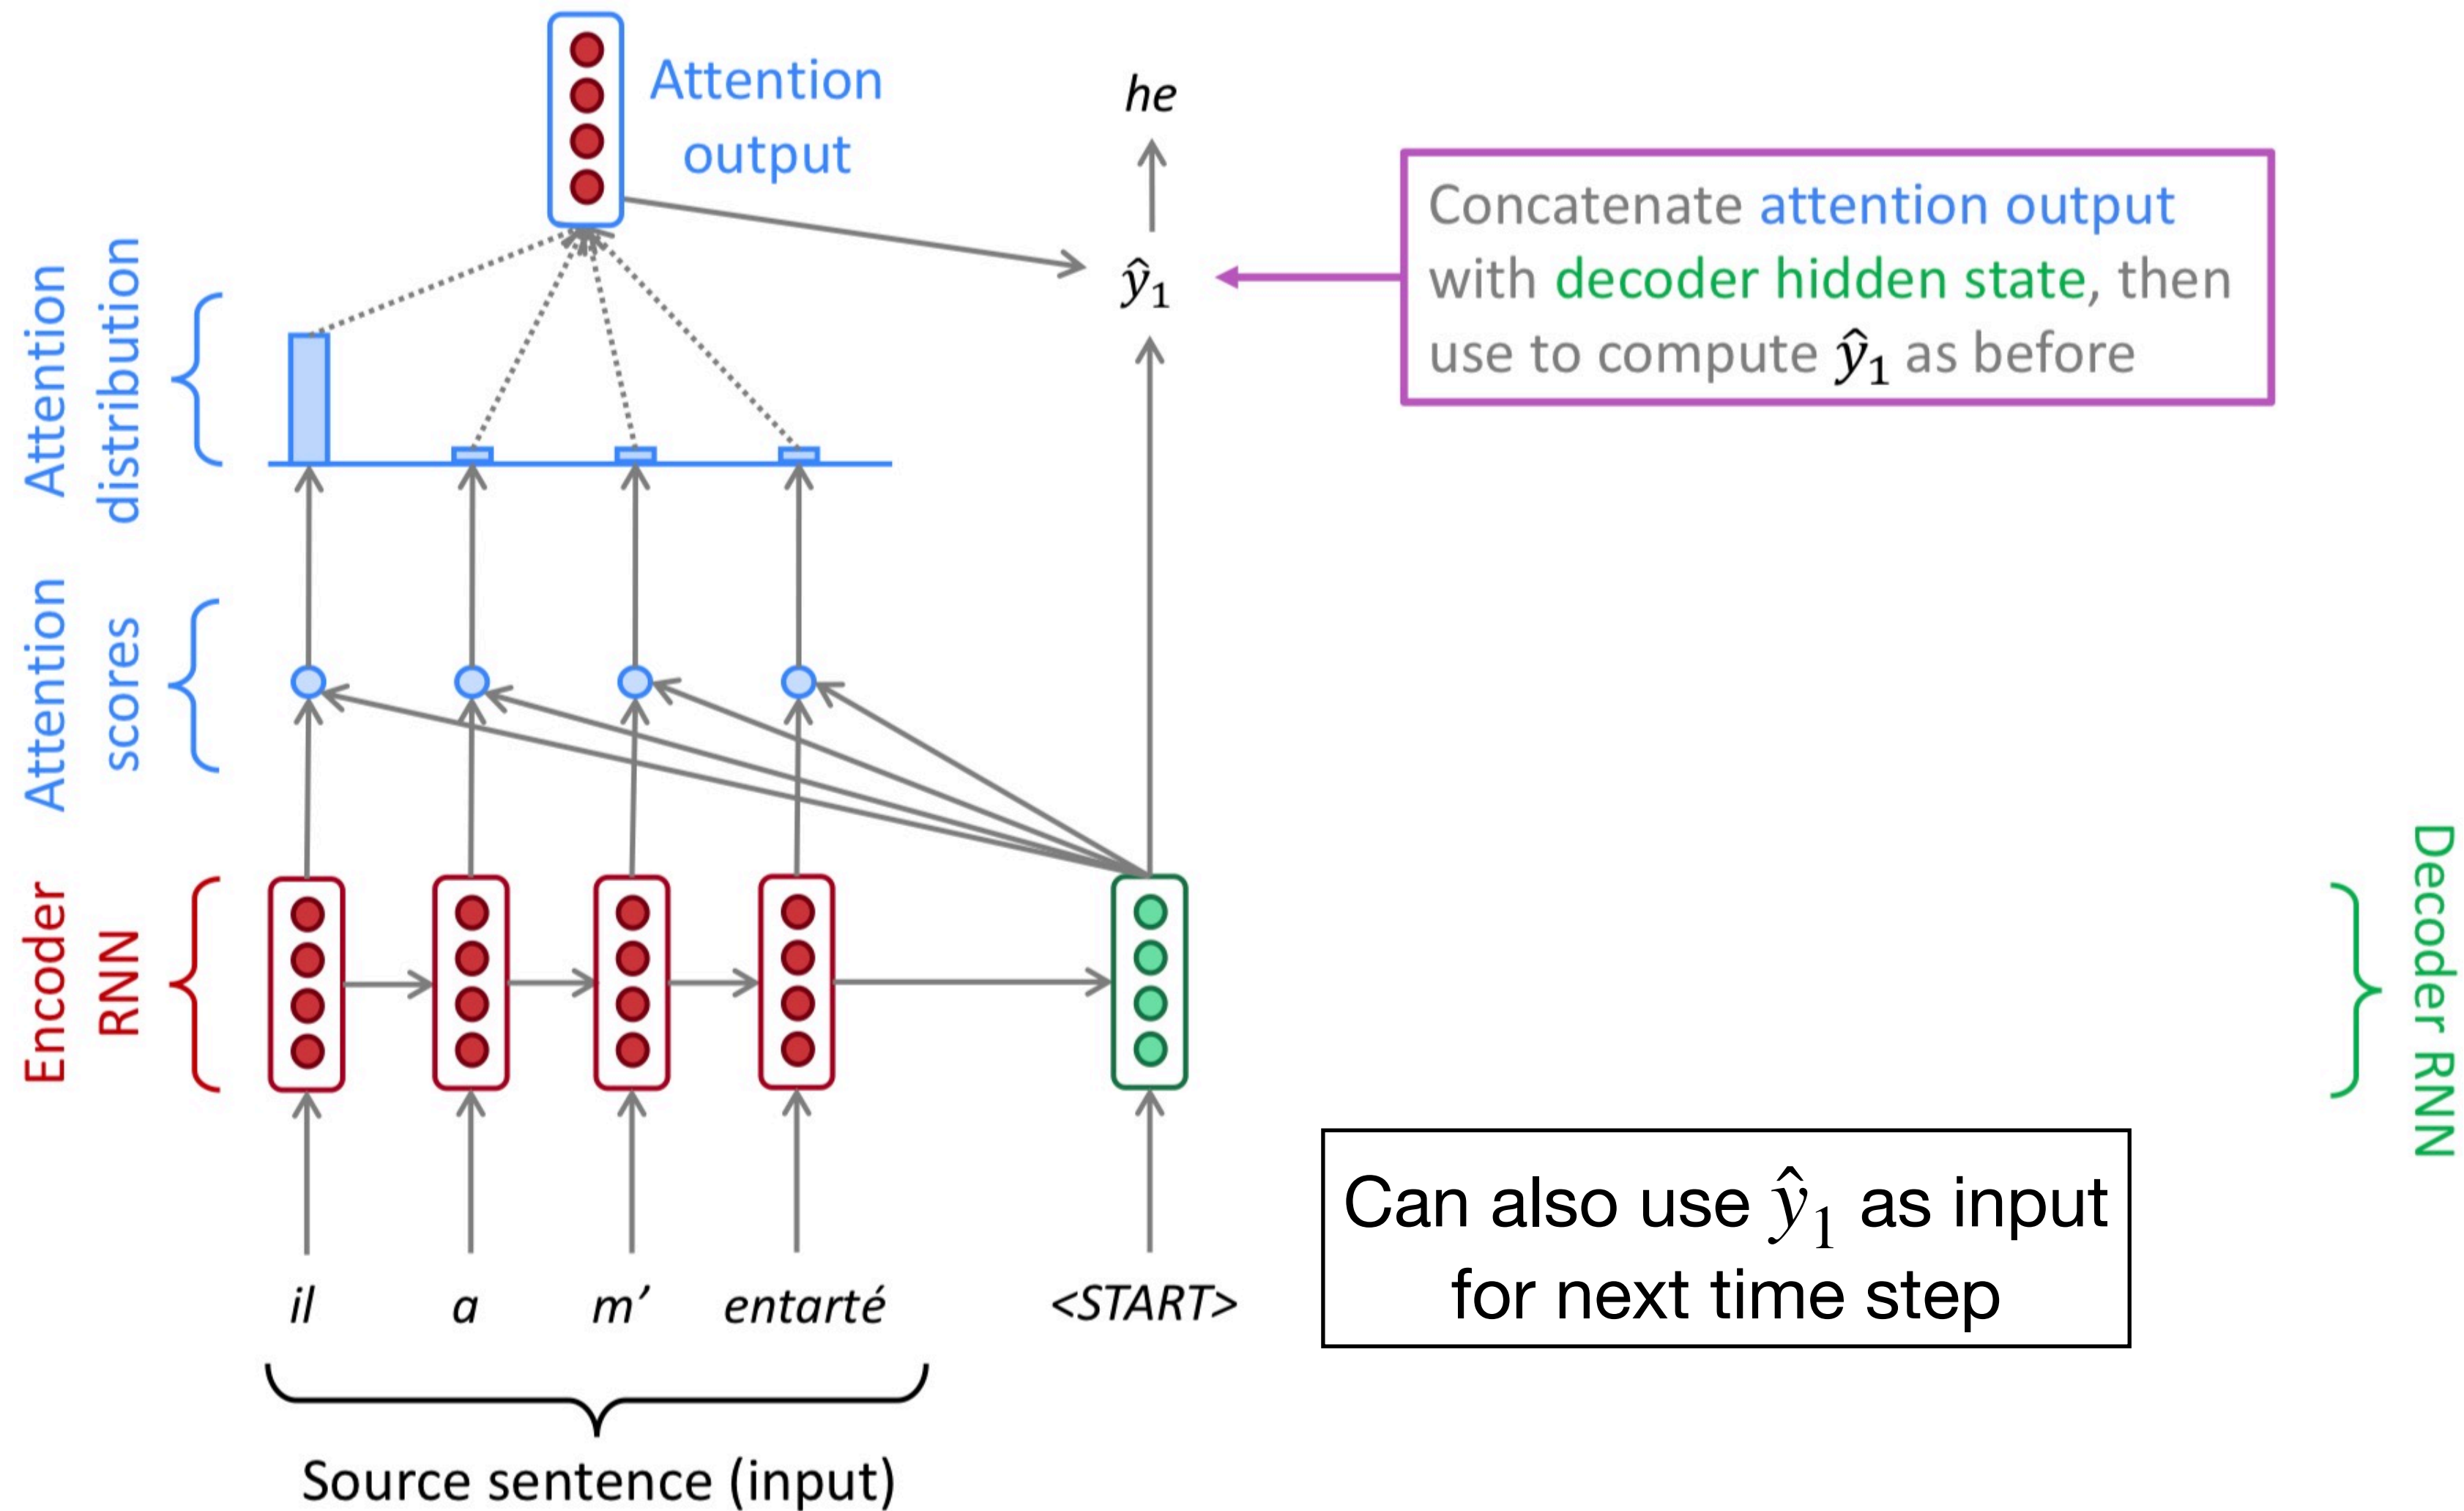 Attention
output
he
Concatenate attention output
with decoder hidden state, then
use to compute ŷ₁ as before
ŷ₁
Attention
distribution
Attention
scores
Encoder
RNN
Decoder RNN
Can also use ŷ₁ as input
for next time step
il a m’ entarté <START>
Source sentence (input)